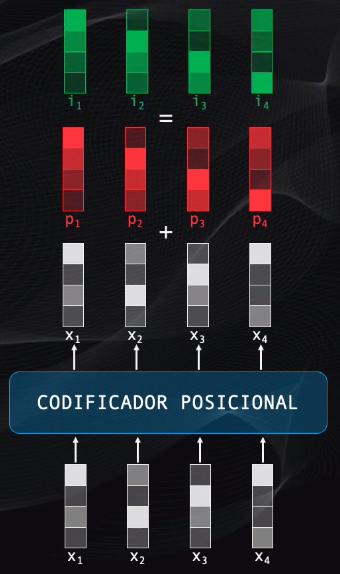 i₁ i₂ i₃ i₄
=
p₁ p₂ p₃ p₄
+
x₁ x₂ x₃ x₄
CODIFICADOR POSICIONAL
x₁ x₂ x₃ x₄